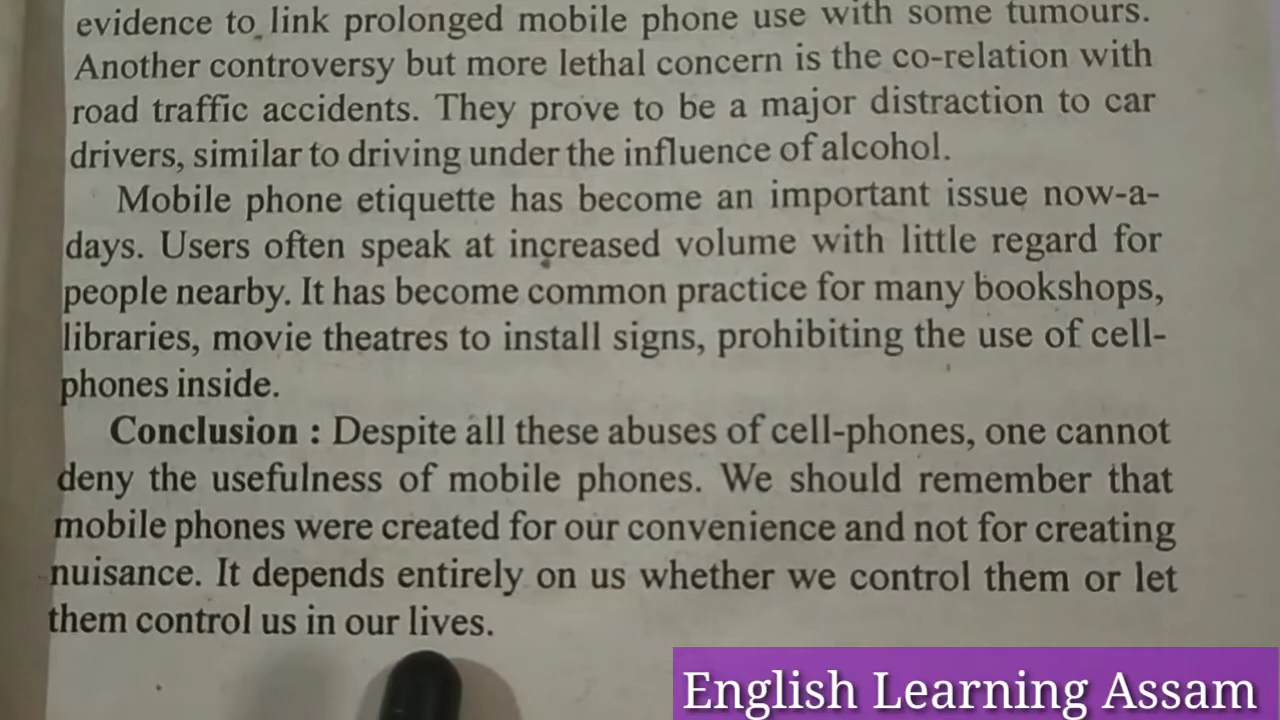 evidence to link prolonged mobile phone use with some tumours.
Another controversy but more lethal concern is the co-relation with
road traffic accidents. They prove to be a major distraction to car
drivers, similar to driving under the influence of alcohol.
Mobile phone etiquette has become an important issue now-a-
days. Users often speak at increased volume with little regard for
people nearby. It has become common practice for many bookshops,
libraries, movie theatres to install signs, prohibiting the use of cell-
phones inside.
Conclusion : Despite all these abuses of cell-phones, one cannot
deny the usefulness of mobile phones. We should remember that
mobile phones were created for our convenience and not for creating
nuisance. It depends entirely on us whether we control them or let
them control us in our lives.
English Learning Assam